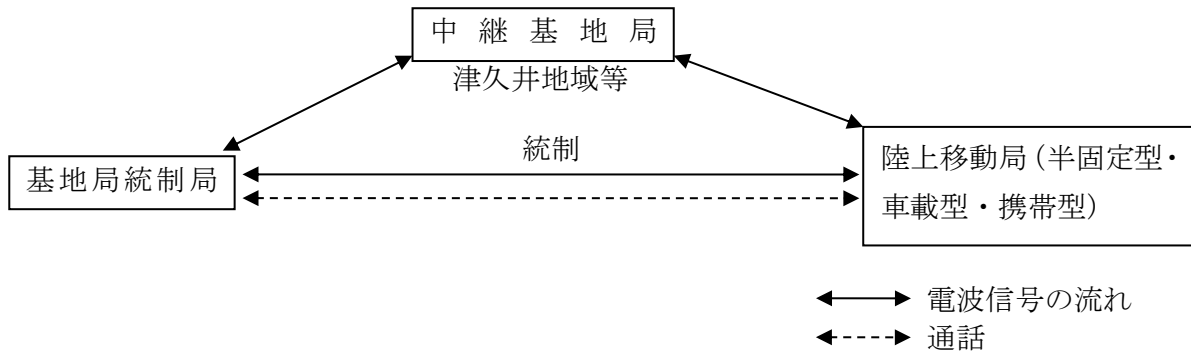 中継基地局
津久井地域等
統制
基地局統制局
陸上移動局（半固定型・
車載型・携帯型）
電波信号の流れ
通話